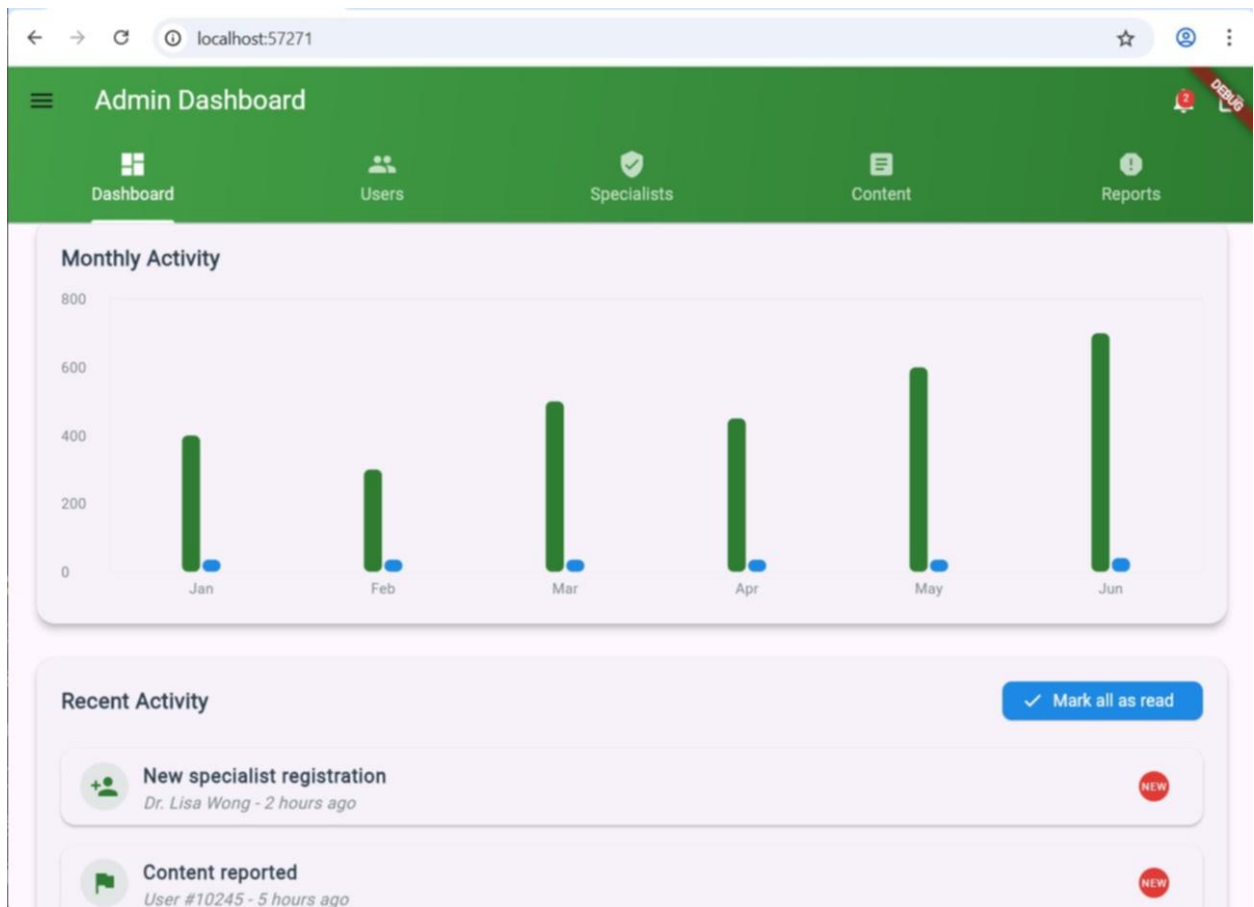 localhost:57271
Admin Dashboard
2
DEBUG
Dashboard
Users
Specialists
Content
Reports
Monthly Activity
800
600
400
200
0
Jan
Feb
Mar
Apr
May
Jun
Recent Activity
Mark all as read
New specialist registration
NEW
Dr. Lisa Wong - 2 hours ago
Content reported
NEW
User #10245 - 5 hours ago